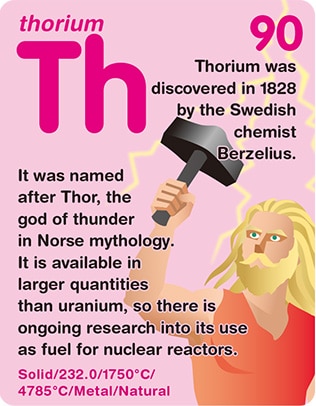 thorium
Th
90
Thorium was
discovered in 1828
by the Swedish
chemist
Berzelius.
It was named
after Thor, the
god of thunder
in Norse mythology.
It is available in
larger quantities
than uranium, so there is
ongoing research into its use
as fuel for nuclear reactors.
Solid/232.0/1750°C/
4785°C/Metal/Natural